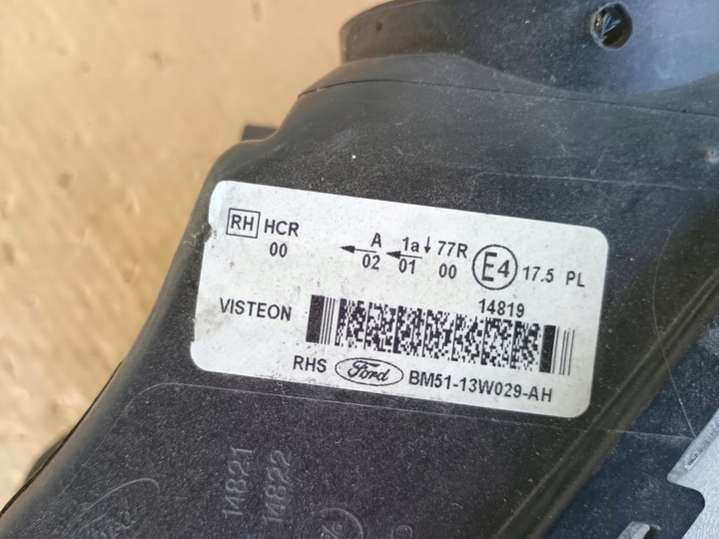 RH HCR A 1a 77R E4 17.5 PL
00 02 01 00
14819
VISTEON
RHS Ford BM51-13W029-AH
14821
14822
Ford